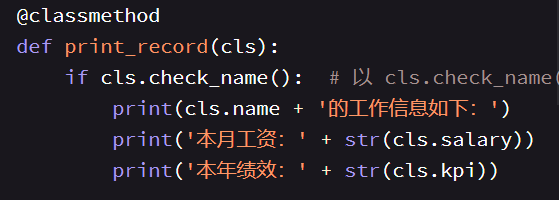 @classmethod
def print_record(cls):
if cls.check_name():  # 以 cls.check_name(
print(cls.name + '的工作信息如下：')
print('本月工资：' + str(cls.salary))
print('本年绩效：' + str(cls.kpi))